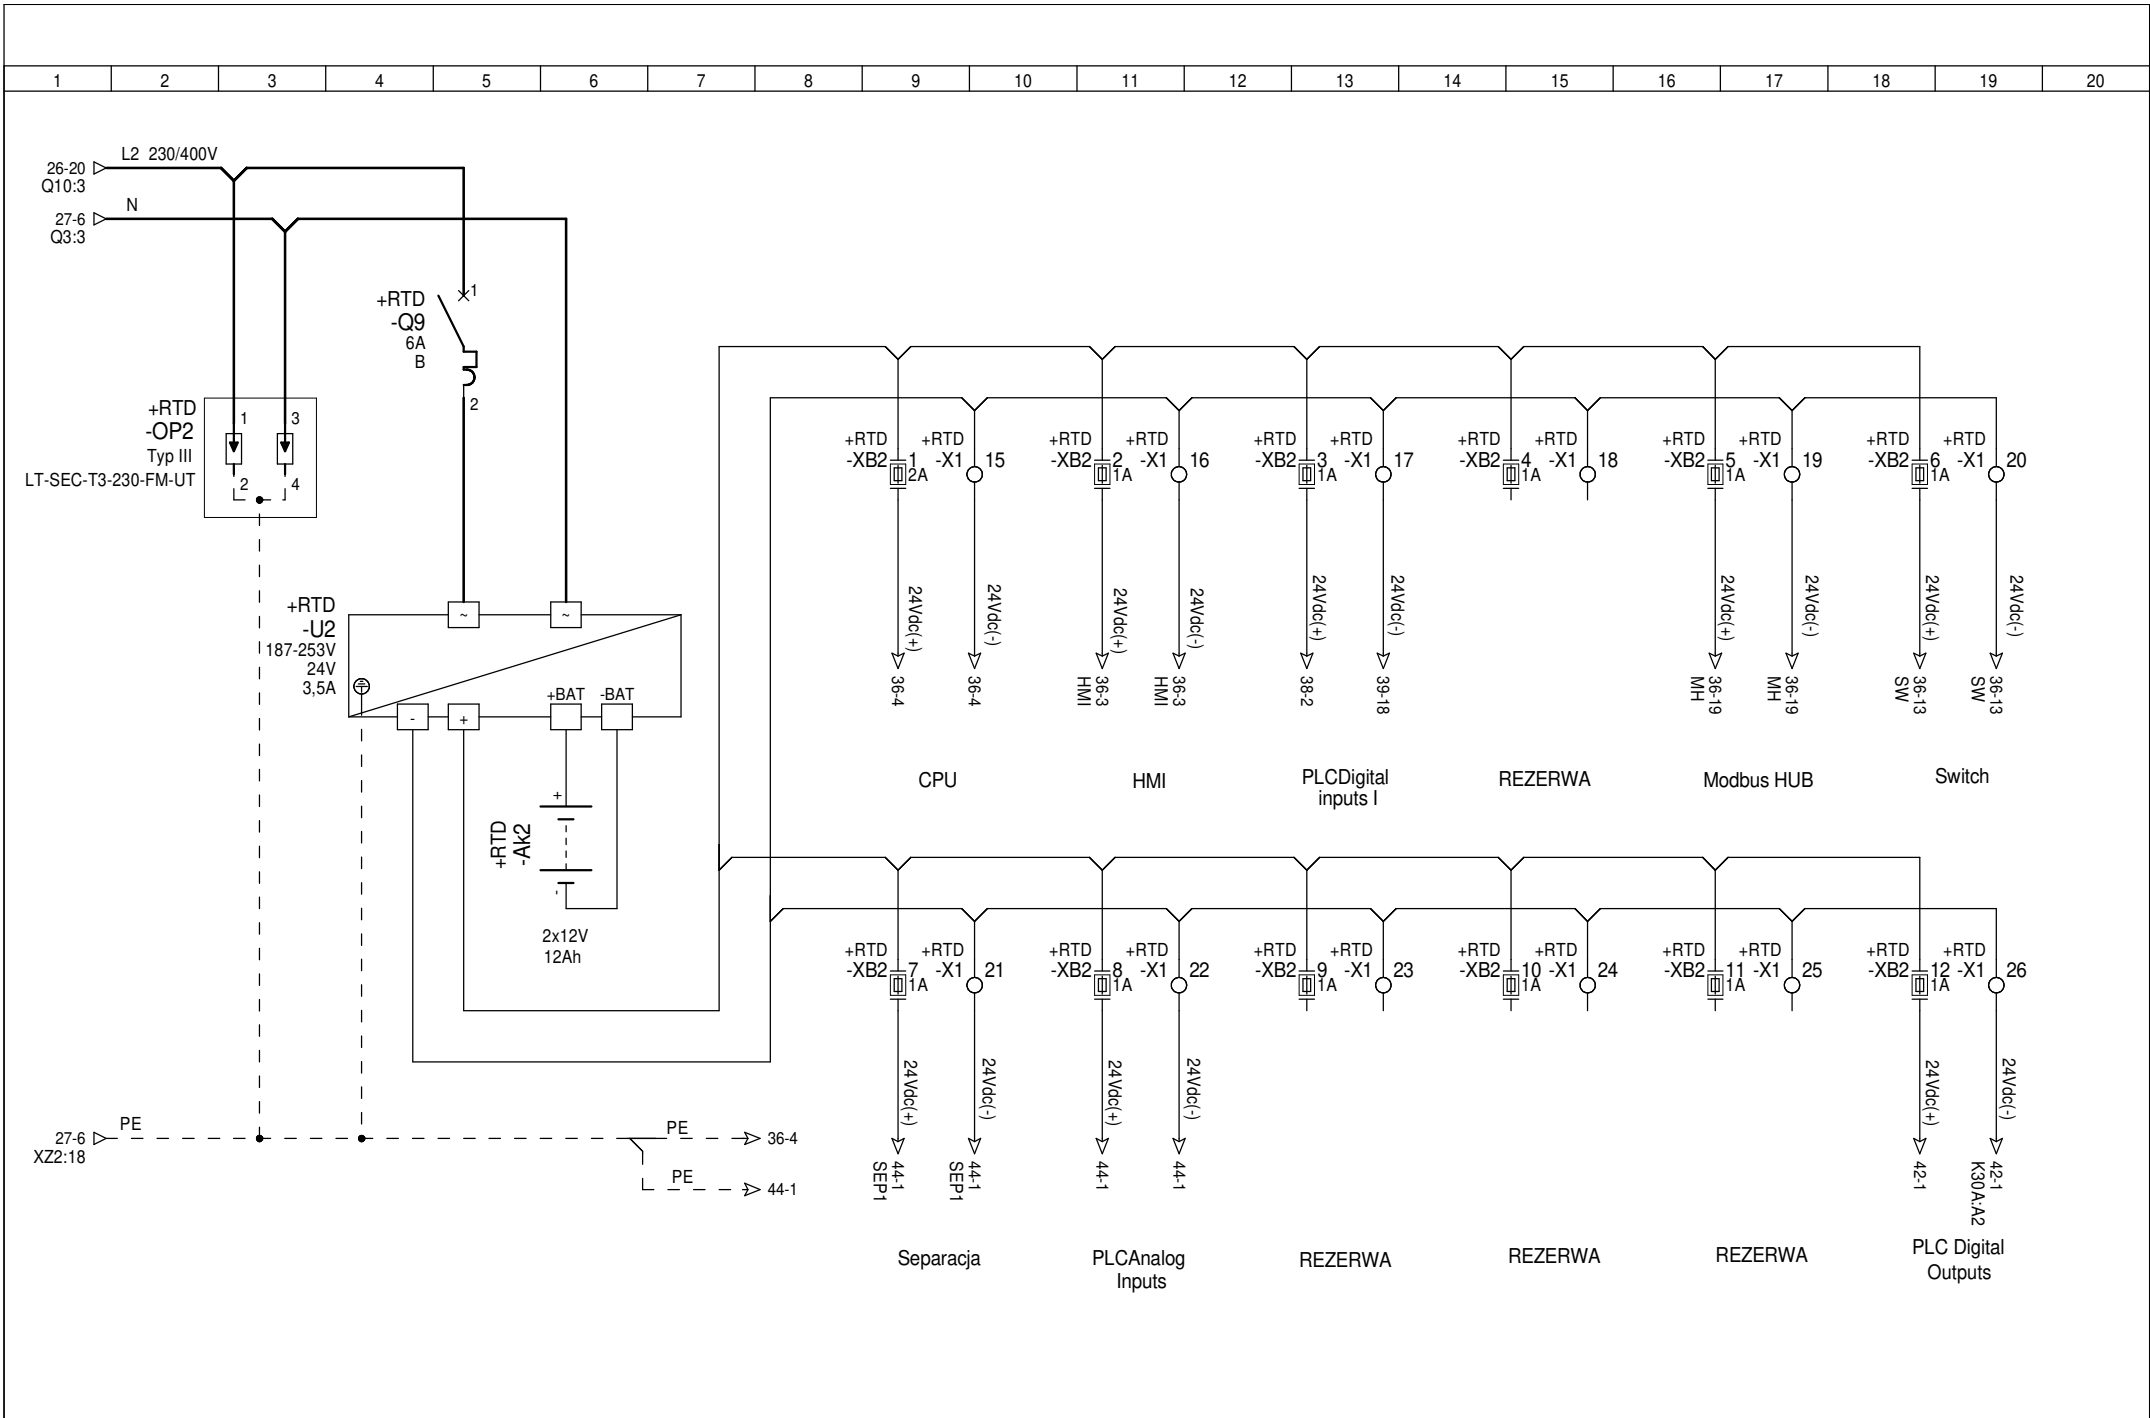 1 2 3 4 5 6 7 8 9 10 11 12 13 14 15 16 17 18 19 20
L2 230/400V
26-20
Q10:3
N
27-6
Q3:3
+RTD
-Q9
6A
B
1
2
+RTD
-OP2
Typ III
LT-SEC-T3-230-FM-UT
1 3
2 4
+RTD
-U2
187-253V
24V
3,5A
~ ~
+BAT -BAT
- +
+
-
+RTD
-Ak2
2x12V
12Ah
+RTD +RTD +RTD +RTD +RTD +RTD +RTD +RTD +RTD +RTD +RTD +RTD
-XB2 1 -X1 15 -XB2 2 -X1 16 -XB2 3 -X1 17 -XB2 4 -X1 18 -XB2 5 -X1 19 -XB2 6 -X1 20
2A 1A 1A 1A 1A 1A
24Vdc(+) 24Vdc(-) 24Vdc(+) 24Vdc(-) 24Vdc(+) 24Vdc(-) 24Vdc(+) 24Vdc(-) 24Vdc(+) 24Vdc(-)
36-4
36-4
36-3
HMI
36-3
HMI
38-2
39-18
36-19
MH
36-19
MH
36-13
SW
36-13
SW
CPU
HMI
PLCDigital
inputs I
REZERWA
Modbus HUB
Switch
+RTD +RTD +RTD +RTD +RTD +RTD +RTD +RTD +RTD +RTD +RTD +RTD
-XB2 7 -X1 21 -XB2 8 -X1 22 -XB2 9 -X1 23 -XB2 10 -X1 24 -XB2 11 -X1 25 -XB2 12 -X1 26
1A 1A 1A 1A 1A 1A
24Vdc(+) 24Vdc(-) 24Vdc(+) 24Vdc(-) 24Vdc(+) 24Vdc(-)
44-1
SEP1
44-1
SEP1
44-1
44-1
42-1
42-1
K30A:A2
Separacja
PLCAnalog
Inputs
REZERWA
REZERWA
REZERWA
PLC Digital
Outputs
27-6
XZ2:18
PE
PE
36-4
PE
44-1